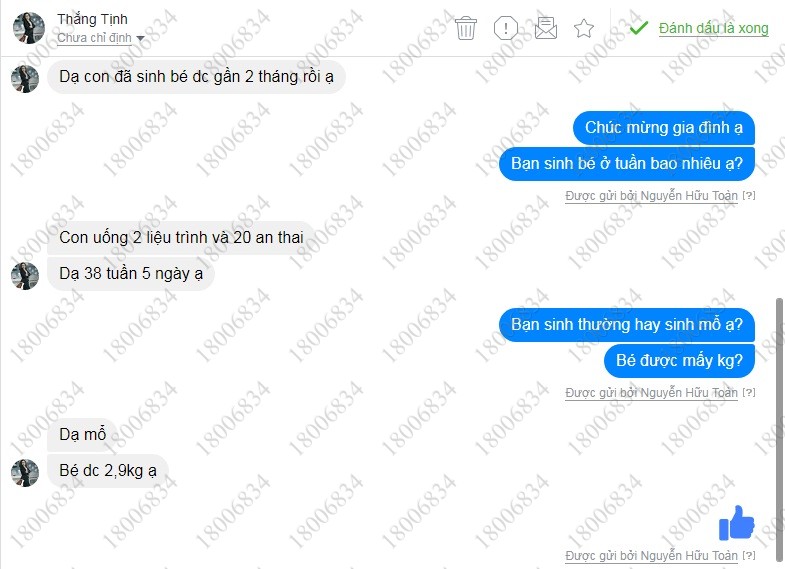 Thắng Tịnh
Chưa chỉ định
Đánh dấu là xong
Dạ con đã sinh bé dc gần 2 tháng rồi ạ
Chúc mừng gia đình ạ
Bạn sinh bé ở tuần bao nhiêu ạ?
Được gửi bởi Nguyễn Hữu Toản [?]
Con uống 2 liệu trình và 20 an thai
Dạ 38 tuần 5 ngày ạ
Bạn sinh thường hay sinh mổ ạ?
Bé được mấy kg?
Được gửi bởi Nguyễn Hữu Toản [?]
Dạ mổ
Bé dc 2,9kg ạ
Được gửi bởi Nguyễn Hữu Toản [?]
18006834